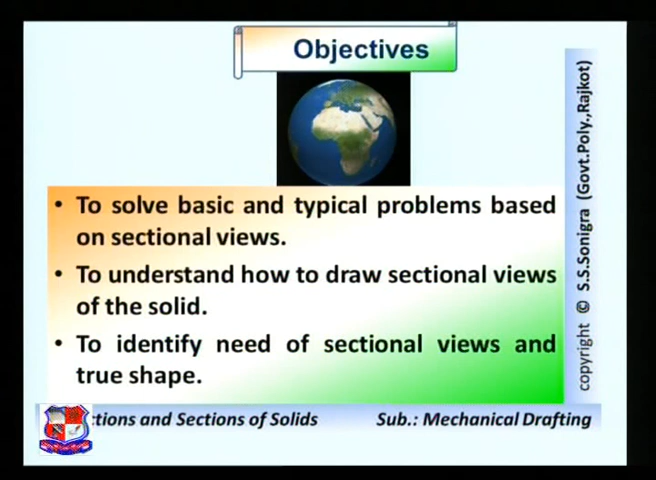 Objectives
• To solve basic and typical problems based
on sectional views.
• To understand how to draw sectional views
of the solid.
• To identify need of sectional views and
true shape.
ctions and Sections of Solids
Sub.: Mechanical Drafting
copyright © S.S.Sonigra (Govt.Poly.,Rajkot)